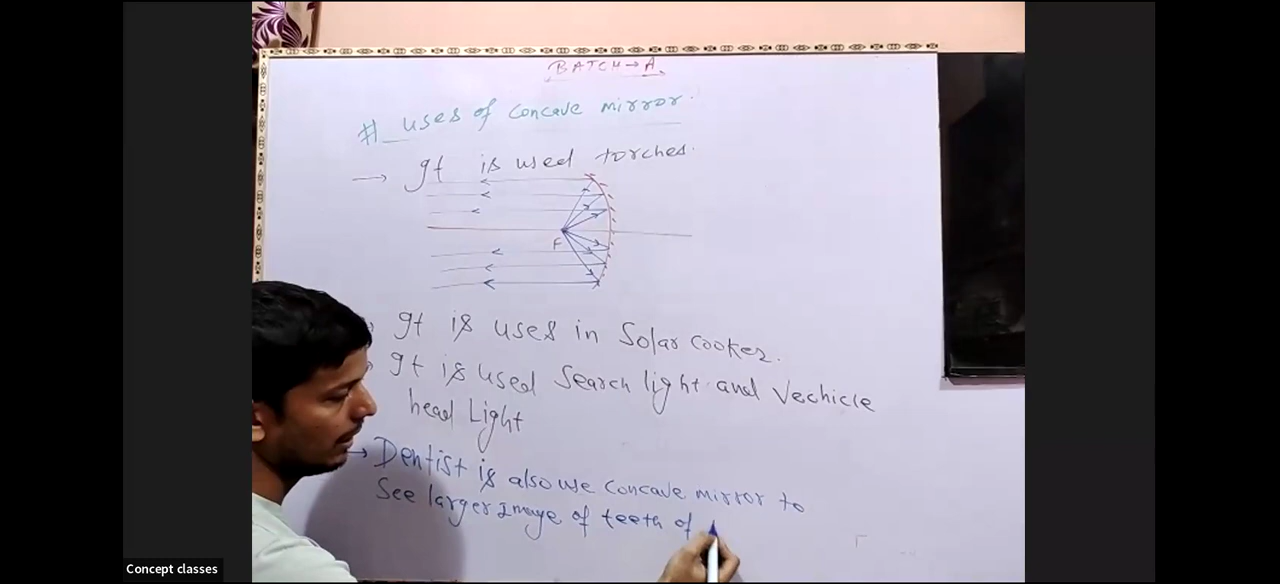 BATCH → A
# uses of concave mirror.
→ It is used torches.
F
It is uses in Solar cooker.
It is used Search light and Vechicle
head Light
→ Dentist is also use concave mirror to
See larger Image of teeth of
Concept classes